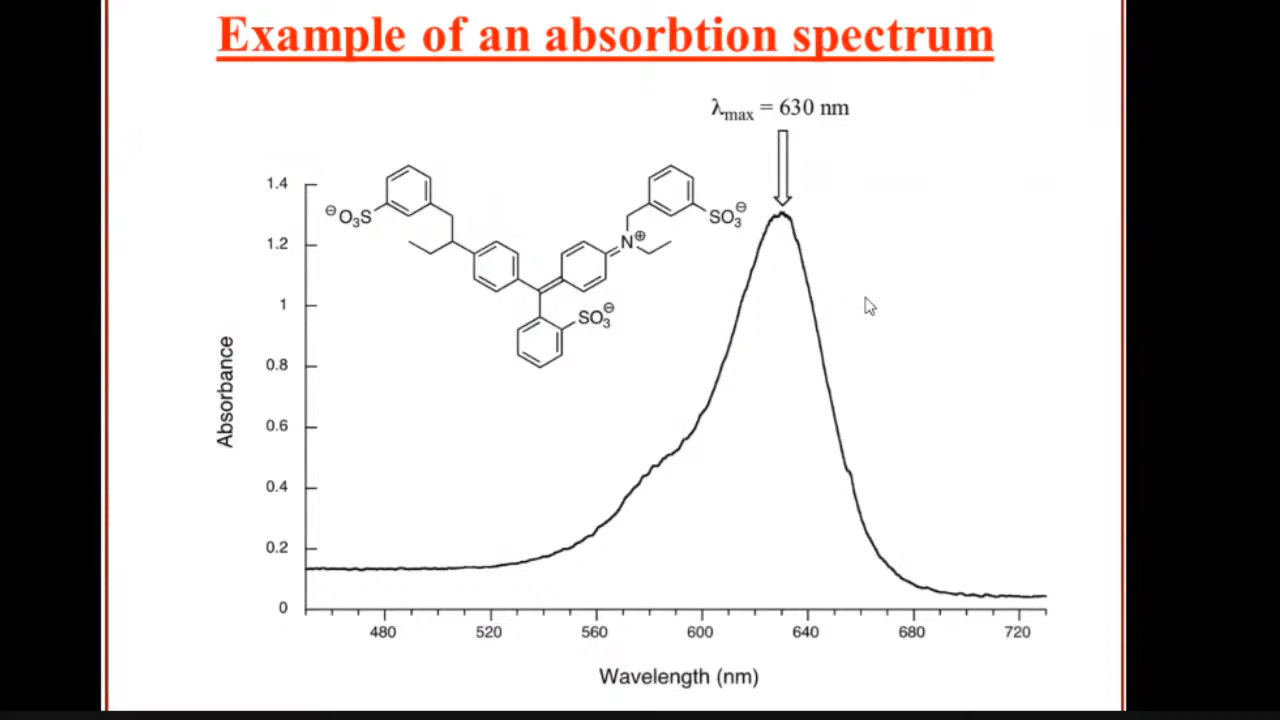 Example of an absorbtion spectrum
λmax = 630 nm
⊖O3S
SO3⊖
N⊕
SO3⊖
1.4
1.2
1
0.8
0.6
0.4
0.2
0
Absorbance
480 520 560 600 640 680 720
Wavelength (nm)